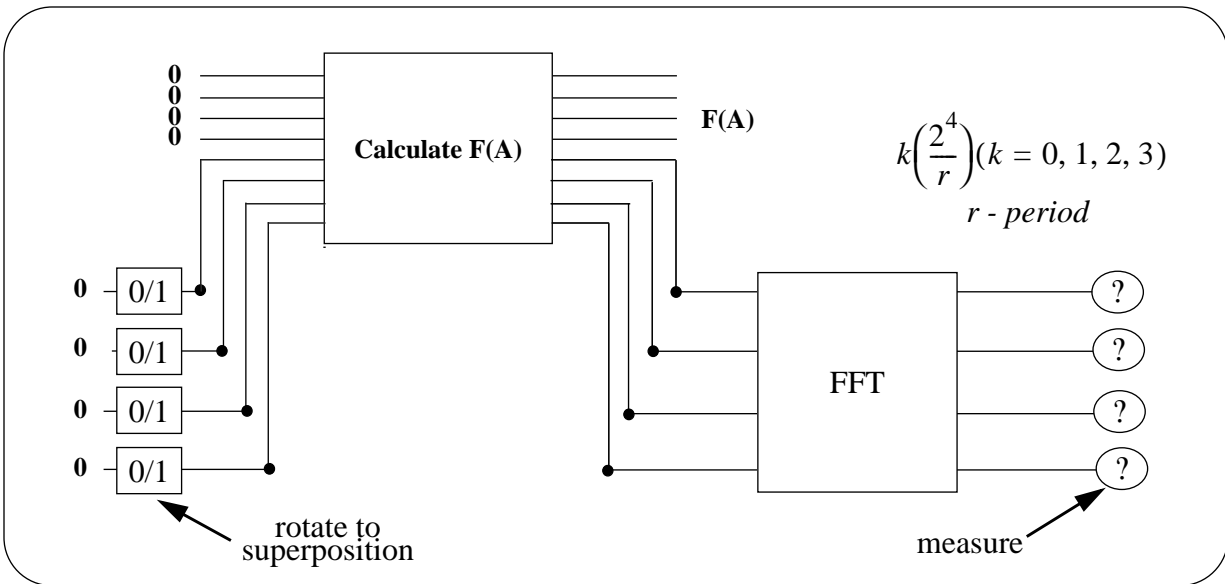 0
0
0
0
Calculate F(A)
F(A)
k(2^4/r)(k = 0, 1, 2, 3)
r - period
0 0/1
0 0/1
0 0/1
0 0/1
FFT
?
?
?
?
rotate to
superposition
measure